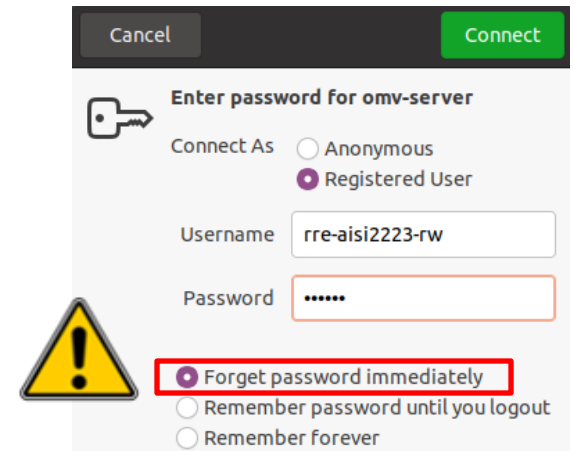 Cancel
Connect
Enter password for omv-server
Connect As
Anonymous
Registered User
Username rre-aisi2223-rw
Password ••••••
Forget password immediately
Remember password until you logout
Remember forever